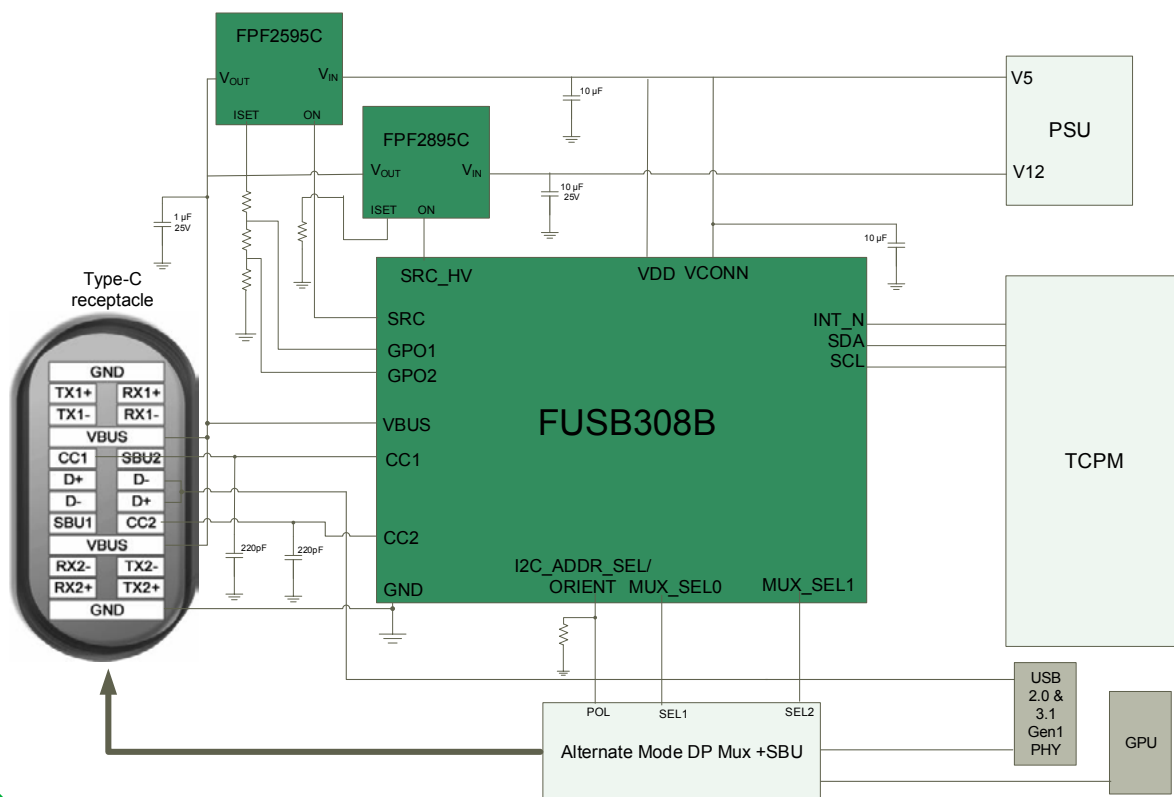 FPF2595C
VOUT
VIN
ISET
ON
FPF2895C
VOUT
VIN
ISET
ON
10 µF
10 µF
25V
1 µF
25V
10 µF
V5
PSU
V12
Type-C
receptacle
GND
TX1+ RX1+
TX1- RX1-
VBUS
CC1 SBU2
D+ D-
D- D+
SBU1 CC2
VBUS
RX2- TX2-
RX2+ TX2+
GND
220pF
220pF
SRC_HV
VDD VCONN
SRC
GPO1
GPO2
VBUS
CC1
CC2
GND
FUSB308B
INT_N
SDA
SCL
I2C_ADDR_SEL/
ORIENT
MUX_SEL0
MUX_SEL1
TCPM
POL
SEL1
SEL2
Alternate Mode DP Mux +SBU
USB
2.0 &
3.1
Gen1
PHY
GPU